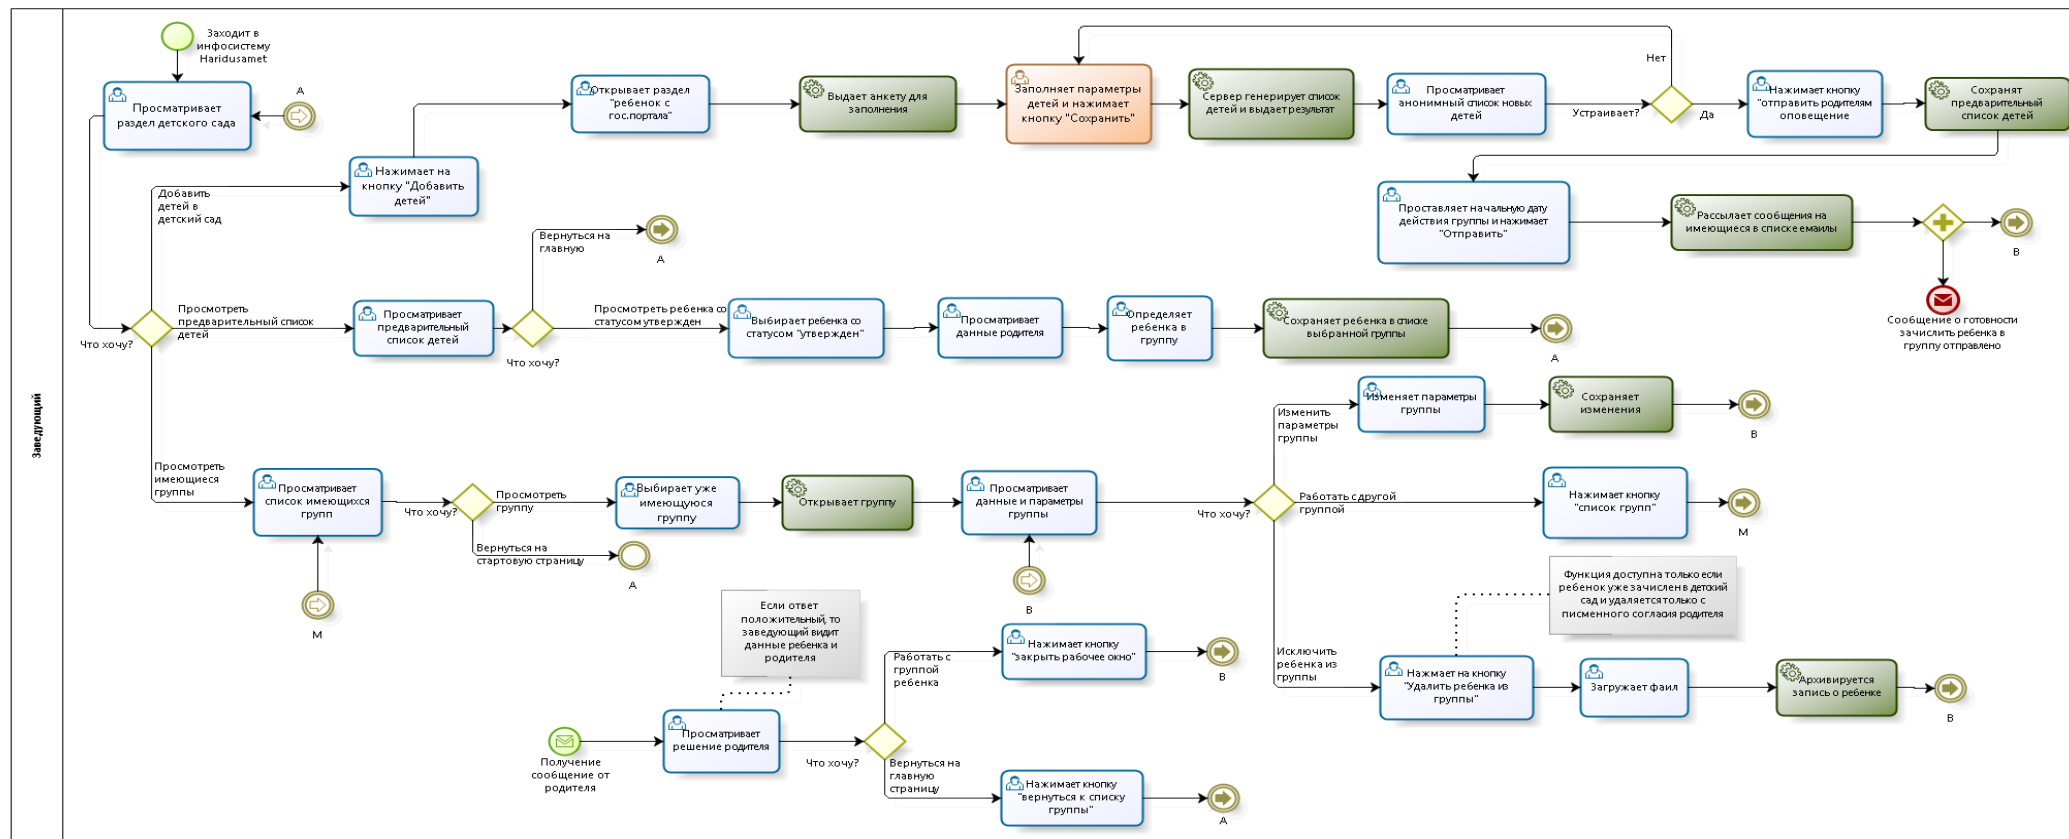 Заведующий
Заходит в
инфосистему
Haridusamet
Просматривает
раздел детского сада
A
Добавить
детей в
детский сад
Нажимает на
кнопку "Добавить
детей"
Открывает раздел
"ребенок с
гос.портала"
Выдает анкету для
заполнения
Заполняет параметры
детей и нажимает
кнопку "Сохранить"
Сервер генерирует список
детей и выдает результат
Просматривает
анонимный список новых
детей
Устраивает?
Нет
Да
Нажимает кнопку
"отправить родителям
оповещение
Сохранят
предварительный
список детей
Проставляет начальную дату
действия группы и нажимает
"Отправить"
Рассылает сообщения на
имеющиеся в списке емаилы
B
Сообщение о готовности
зачислить ребенка в
группу отправлено
Что хочу?
Просмотреть
предварительный список
детей
Просматривает
предварительный
список детей
Что хочу?
Вернуться на
главную
A
Просмотреть ребенка со
статусом утвержден
Выбирает ребенка со
статусом "утвержден"
Просматривает
данные родителя
Определяет
ребенка в
группу
Сохраняет ребенка в списке
выбранной группы
A
Просмотреть
имеющиеся
группы
Просматривает
список имеющихся
групп
M
Что хочу?
Просмотреть
группу
Вернуться на
стартовую страницу
A
Выбирает уже
имеющуюся
группу
Открывает группу
Просматривает
данные и параметры
группы
B
Что хочу?
Изменить
параметры
группы
Изменяет параметры
группы
Сохраняет
изменения
B
Работать с другой
группой
Нажимает кнопку
"список групп"
M
Функция доступна только если
ребенок уже зачислен в детский
сад и удаляется только с
писменного согласия родителя
Исключить
ребенка из
группы
Нажмает на кнопку
"Удалить ребенка из
группы"
Загружает фаил
Архивируется
запись о ребенке
B
Если ответ
положительный, то
заведующий видит
данные ребенка и
родителя
Получение
сообщение от
родителя
Просматривает
решение родителя
Что хочу?
Работать с
группой
ребенка
Нажимает кнопку
"закрыть рабочее окно"
B
Вернуться на
главную
страницу
Нажимает кнопку
"вернуться к списку
группы"
A